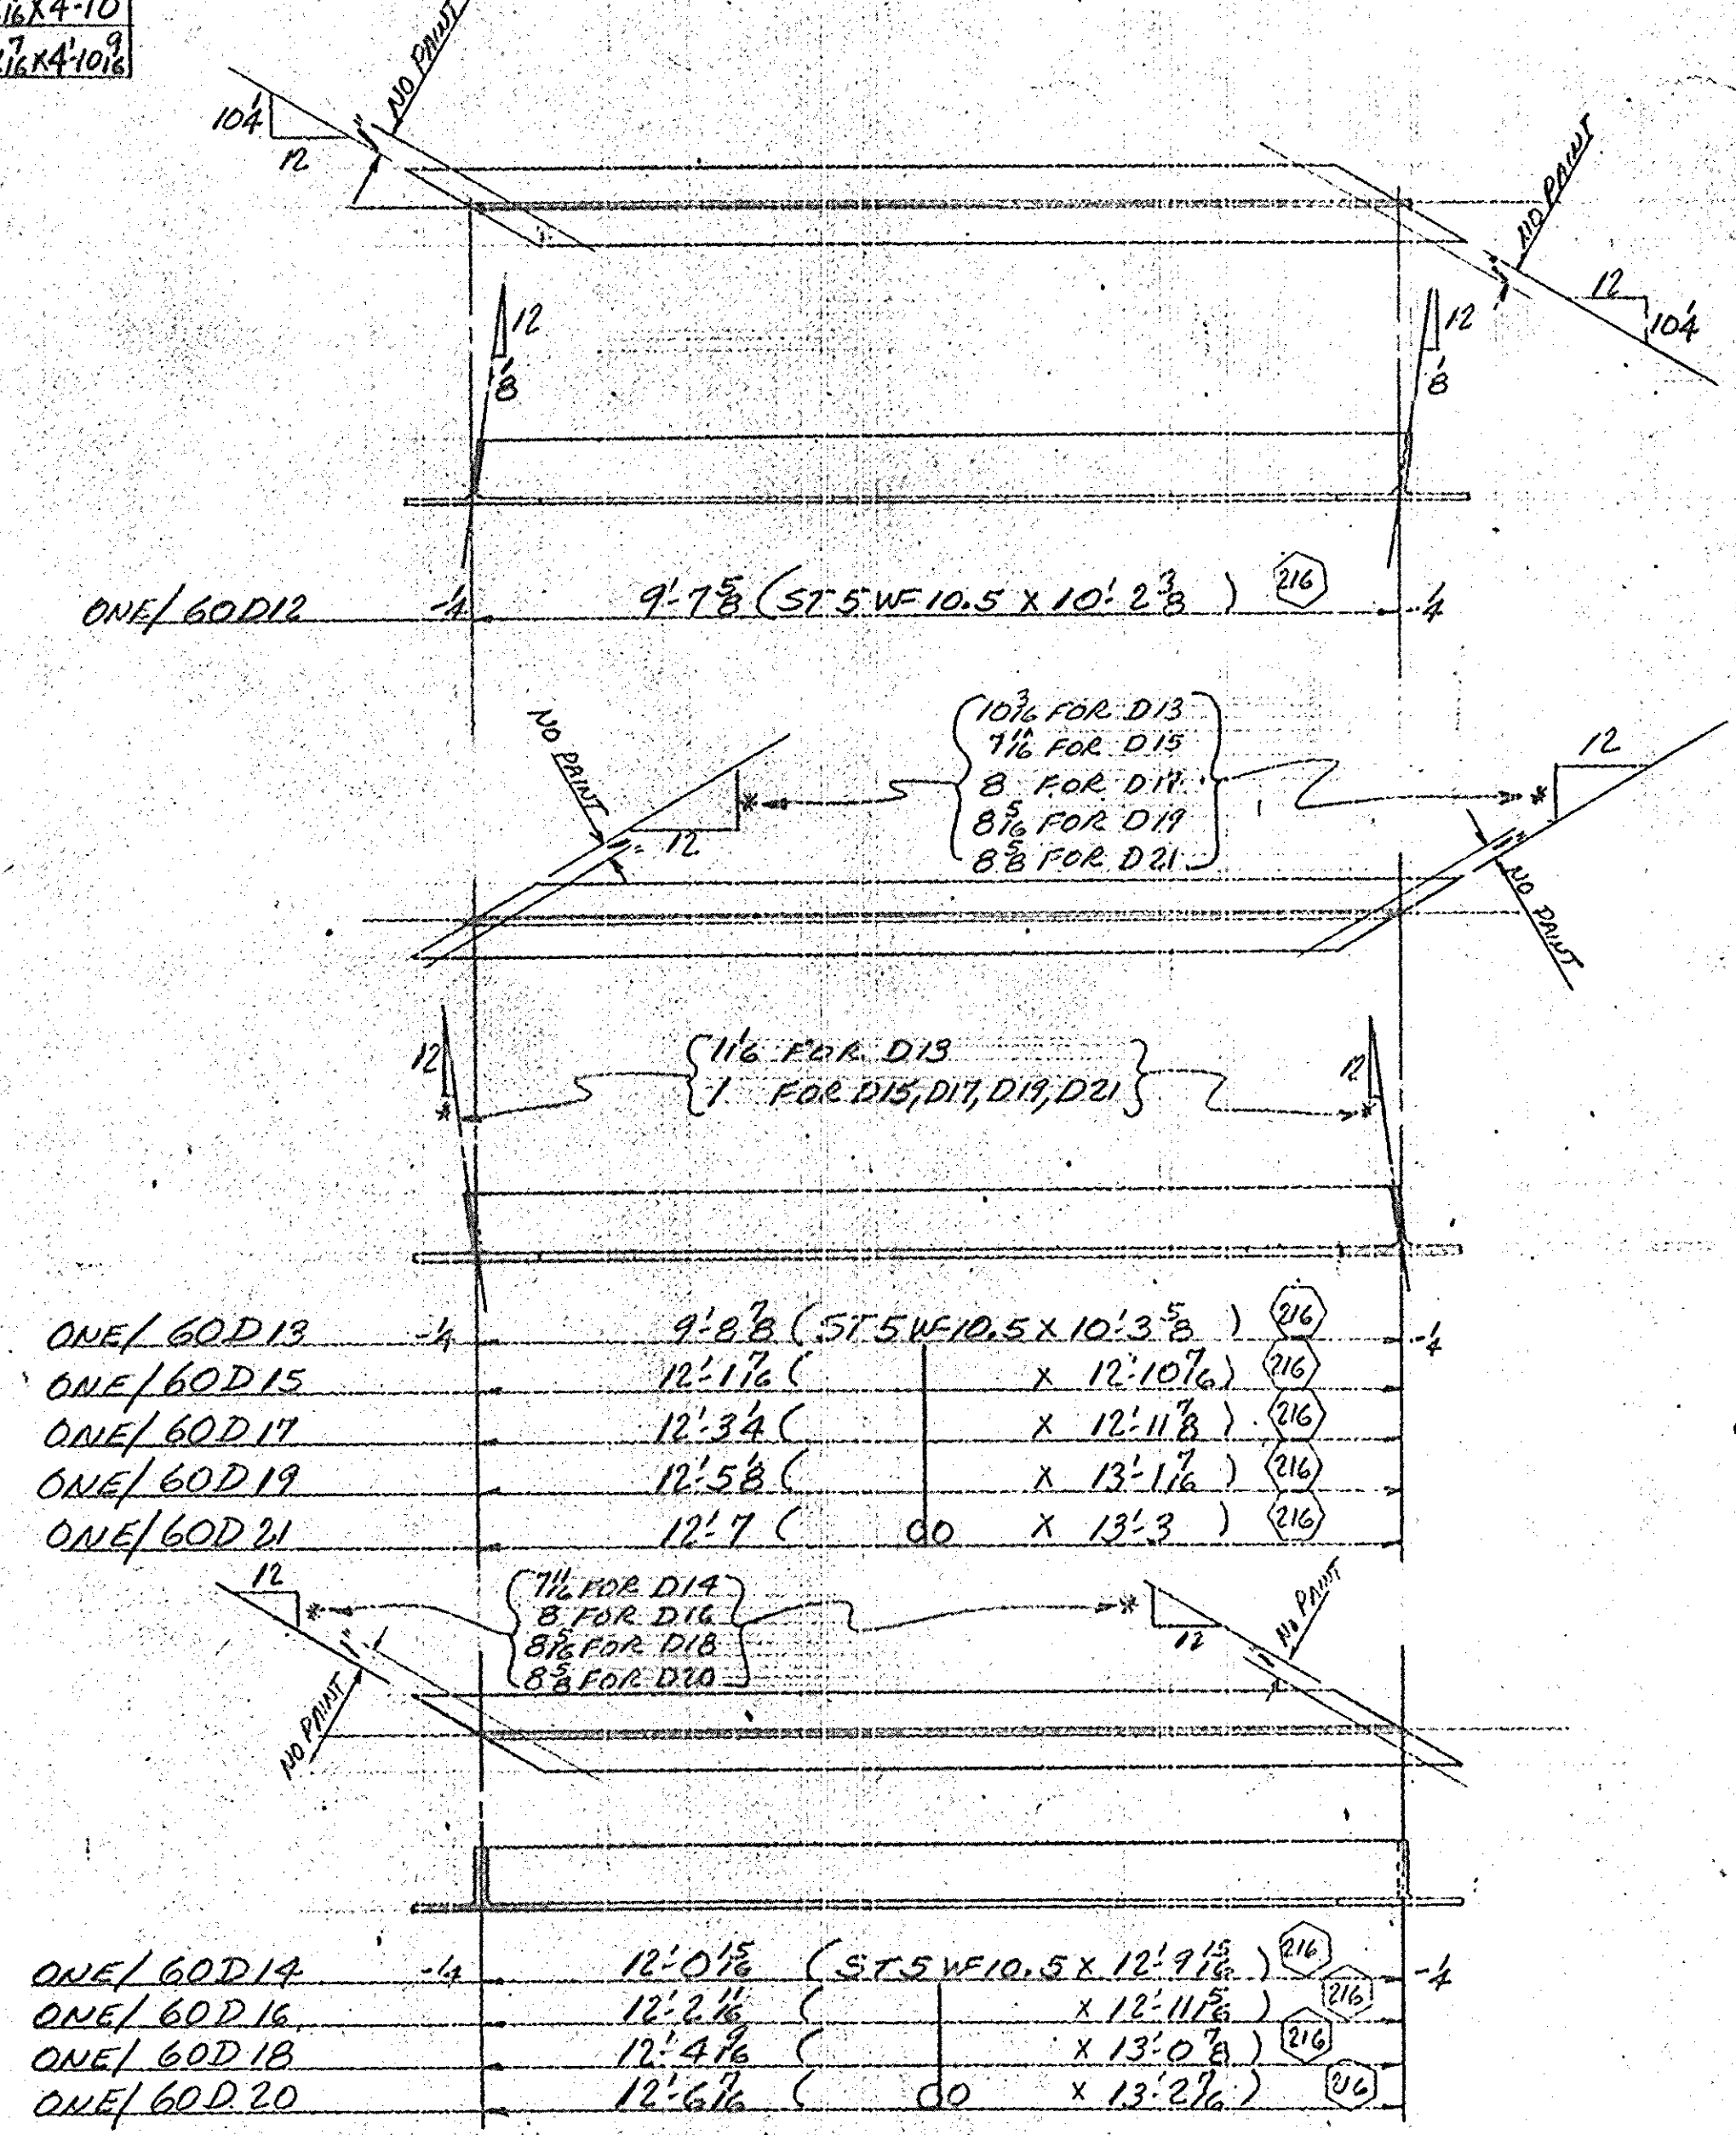 16 X 4-10
7/16 X 4'-10 9/16
NO PAINT
10 1/4
12
1"
NO PAINT
12
10 1/4
12
1/8
12
1/8
ONE/ 60D12 -1/4 9'-7 5/8 (ST 5 WF 10.5 X 10'-2 3/8 ) 216 -1/4
NO PAINT
12
*
1"
{ 10 3/16 FOR D13 }
7 11/16 FOR D15
8 FOR D17
8 5/16 FOR D19
8 5/8 FOR D21
12
*
1"
NO PAINT
12
*
{ 1 1/16 FOR D13 }
1 FOR D15, D17, D19, D21
12
*
ONE/ 60D13 -1/4 9'-8 7/8 (ST 5 WF 10.5 X 10'-3 5/8 ) 216 -1/4
ONE/ 60D15 12'-1 7/16 ( X 12'-10 7/16 ) 216
ONE/ 60D17 12'-3 1/4 ( X 12'-11 7/8 ) 216
ONE/ 60D19 12'-5 1/8 ( X 13'-1 7/16 ) 216
ONE/ 60D21 12'-7 ( DO X 13'-3 ) 216
12
*
1"
NO PAINT
{ 7 11/16 FOR D14 }
8 FOR D16
8 5/16 FOR D18
8 5/8 FOR D20
*
12
1"
NO PAINT
ONE/ 60D14 -1/4 12'-0 15/16 (ST 5 WF 10.5 X 12'-9 15/16 ) 216 -1/4
ONE/ 60D16 12'-2 11/16 ( X 12'-11 5/16 ) 216
ONE/ 60D18 12'-4 9/16 ( X 13'-0 7/8 ) 216
ONE/ 60D20 12'-6 7/16 ( DO X 13'-2 7/16 ) 216